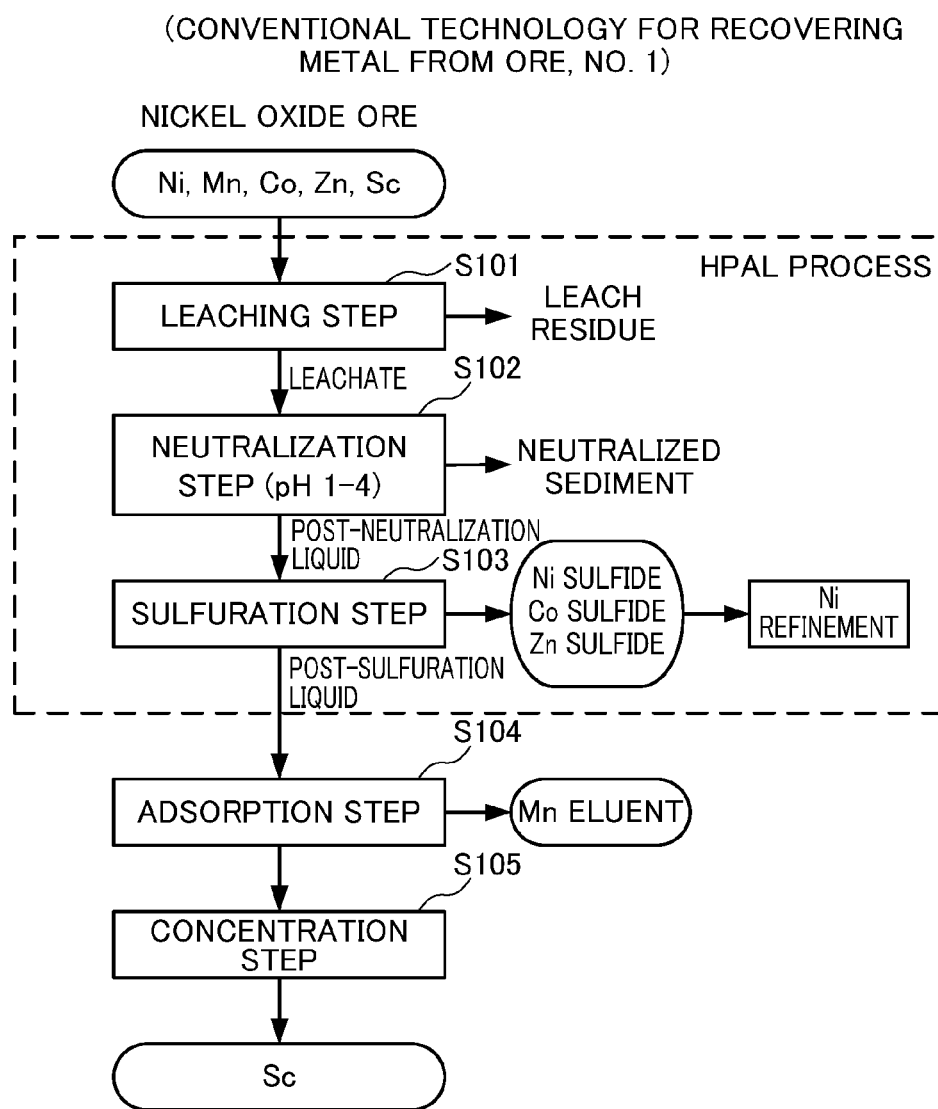 (CONVENTIONAL TECHNOLOGY FOR RECOVERING
METAL FROM ORE, NO. 1)
NICKEL OXIDE ORE
Ni, Mn, Co, Zn, Sc
HPAL PROCESS
S101
LEACHING STEP
LEACH
RESIDUE
LEACHATE
S102
NEUTRALIZATION
STEP (pH 1-4)
NEUTRALIZED
SEDIMENT
POST-NEUTRALIZATION
LIQUID
S103
SULFURATION STEP
Ni SULFIDE
Co SULFIDE
Zn SULFIDE
Ni
REFINEMENT
POST-SULFURATION
LIQUID
S104
ADSORPTION STEP
Mn ELUENT
S105
CONCENTRATION
STEP
Sc